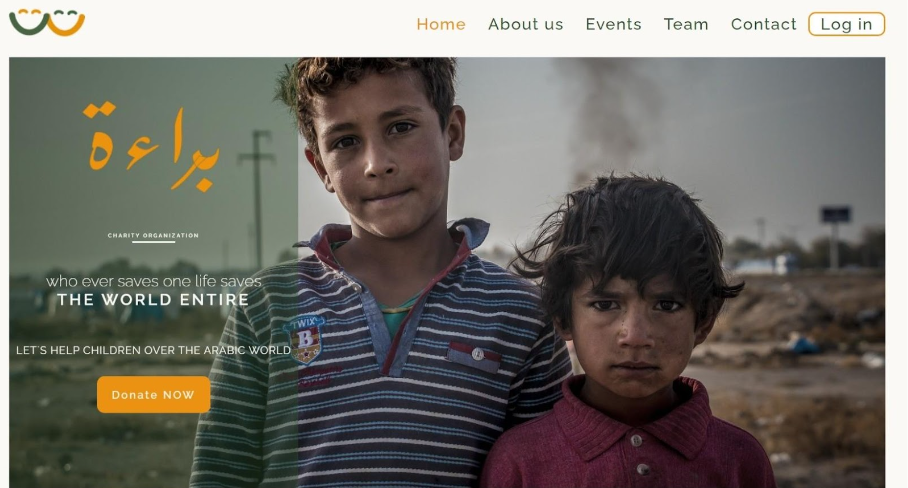 Home About us Events Team Contact Log in
براءة
CHARITY ORGANIZATION
who ever saves one life saves
THE WORLD ENTIRE
LET'S HELP CHILDREN OVER THE ARABIC WORLD
Donate NOW
TWIX
B